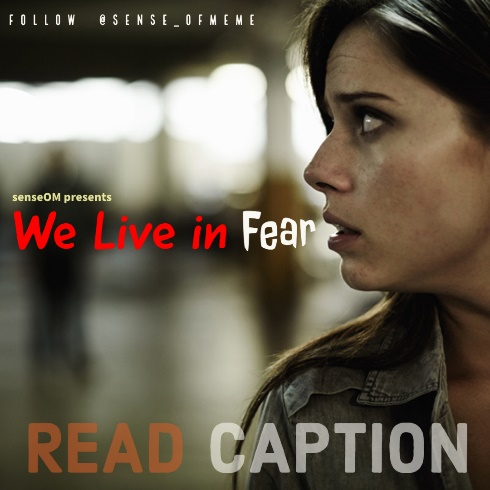 FOLLOW @SENSE_OFMEME
senseOM presents
We Live in Fear
READ CAPTION